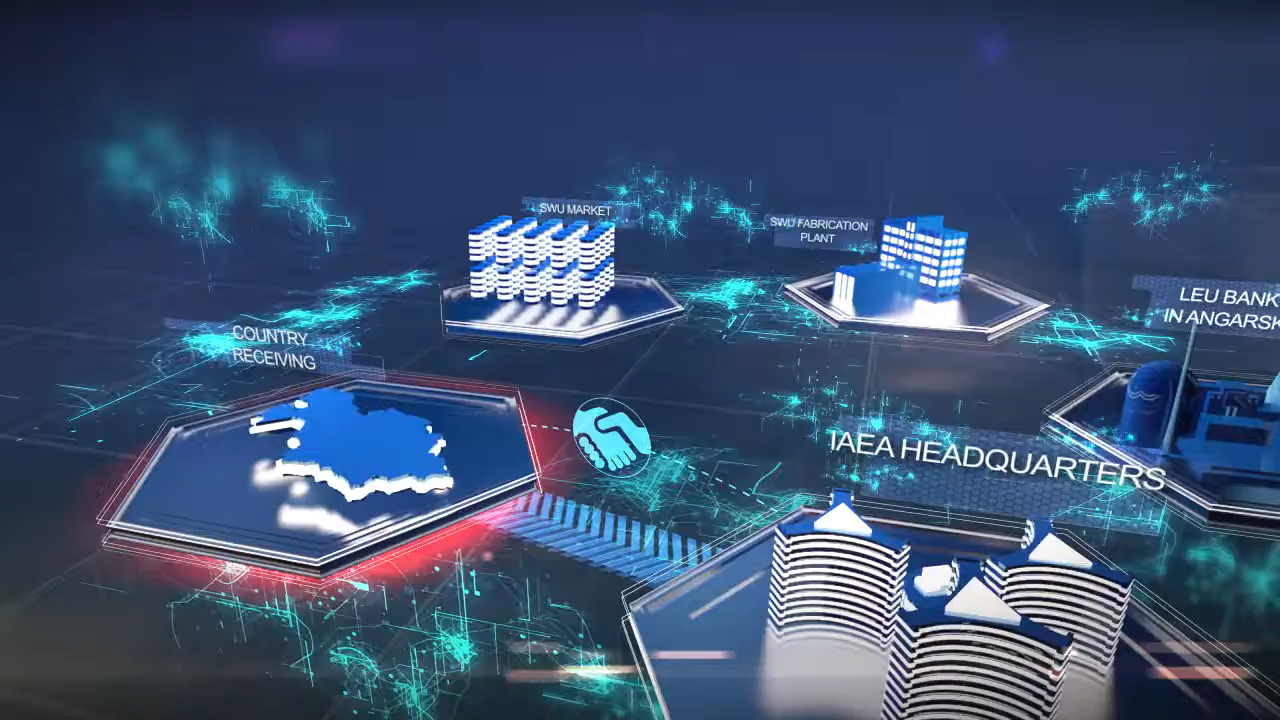 SWU MARKET
SWU FABRICATION
PLANT
LEU BANK
IN ANGARSK
COUNTRY
RECEIVING
IAEA HEADQUARTERS